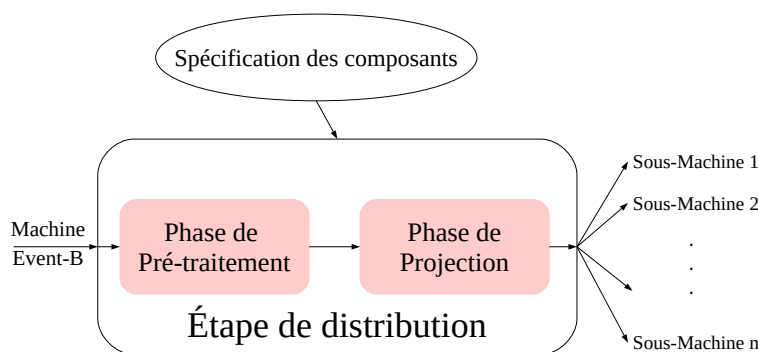 Spécification des composants
Machine
Event-B
Phase de
Pré-traitement
Phase de
Projection
Étape de distribution
Sous-Machine 1
Sous-Machine 2
.
.
.
Sous-Machine n